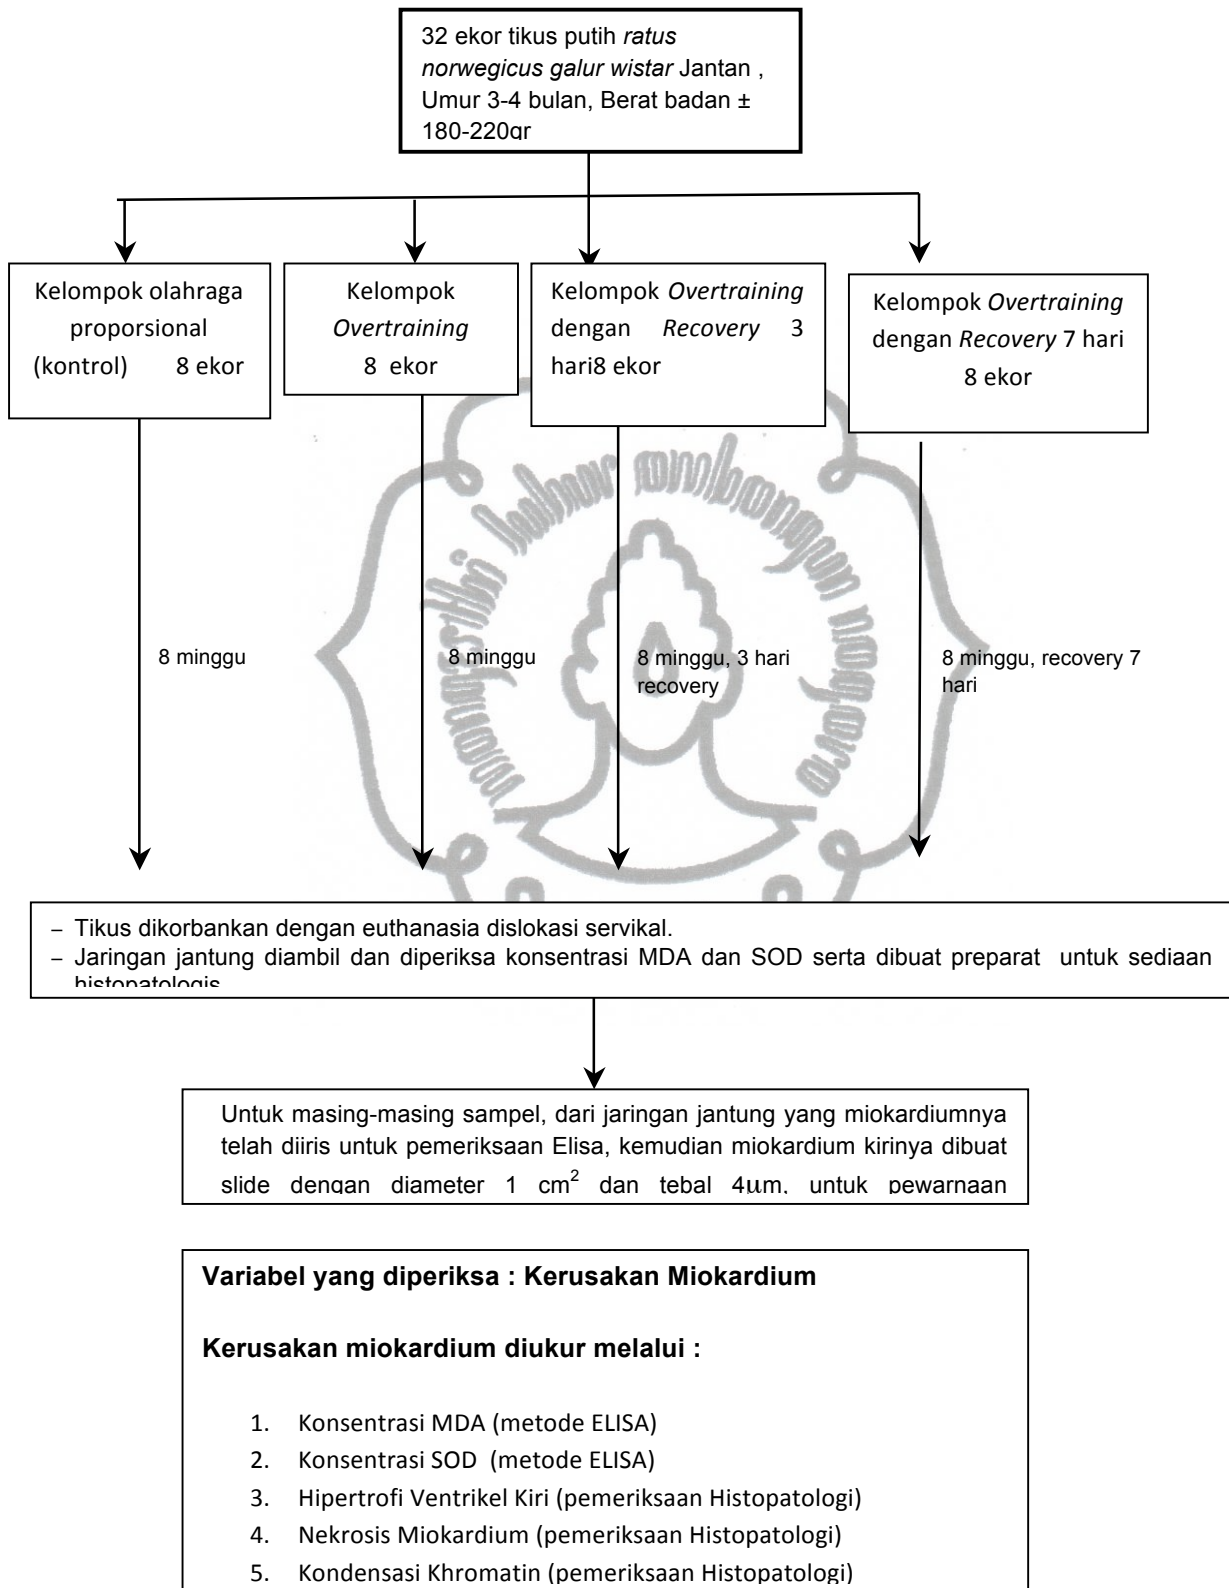 32 ekor tikus putih ratus
norwegicus galur wistar Jantan ,
Umur 3-4 bulan, Berat badan ±
180-220gr
Kelompok olahraga
proporsional
(kontrol) 8 ekor
Kelompok
Overtraining
8 ekor
Kelompok Overtraining
dengan Recovery 3
hari8 ekor
Kelompok Overtraining
dengan Recovery 7 hari
8 ekor
8 minggu
8 minggu
8 minggu, 3 hari
recovery
8 minggu, recovery 7
hari
– Tikus dikorbankan dengan euthanasia dislokasi servikal.
– Jaringan jantung diambil dan diperiksa konsentrasi MDA dan SOD serta dibuat preparat untuk sediaan
histopatologis
Untuk masing-masing sampel, dari jaringan jantung yang miokardiumnya
telah diiris untuk pemeriksaan Elisa, kemudian miokardium kirinya dibuat
slide dengan diameter 1 cm² dan tebal 4µm, untuk pewarnaan
Variabel yang diperiksa : Kerusakan Miokardium
Kerusakan miokardium diukur melalui :
1. Konsentrasi MDA (metode ELISA)
2. Konsentrasi SOD (metode ELISA)
3. Hipertrofi Ventrikel Kiri (pemeriksaan Histopatologi)
4. Nekrosis Miokardium (pemeriksaan Histopatologi)
5. Kondensasi Khromatin (pemeriksaan Histopatologi)